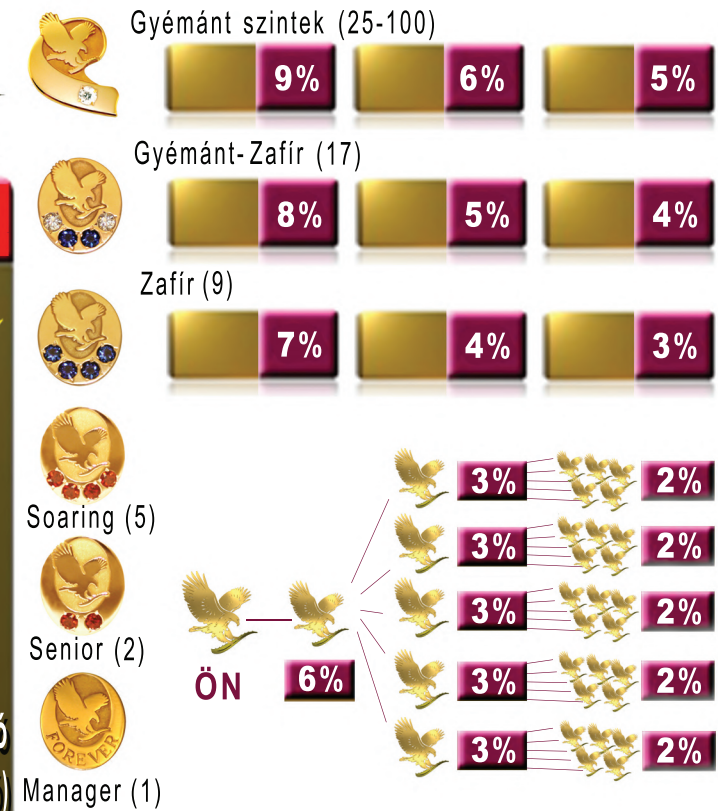 Gyémánt szintek (25-100)
9% 6% 5%
Gyémánt-Zafír (17)
8% 5% 4%
Zafír (9)
7% 4% 3%
3% 2%
Soaring (5)
3% 2%
3% 2%
Senior (2)
ÖN 6%
3% 2%
FOREVER
3% 2%
Manager (1)